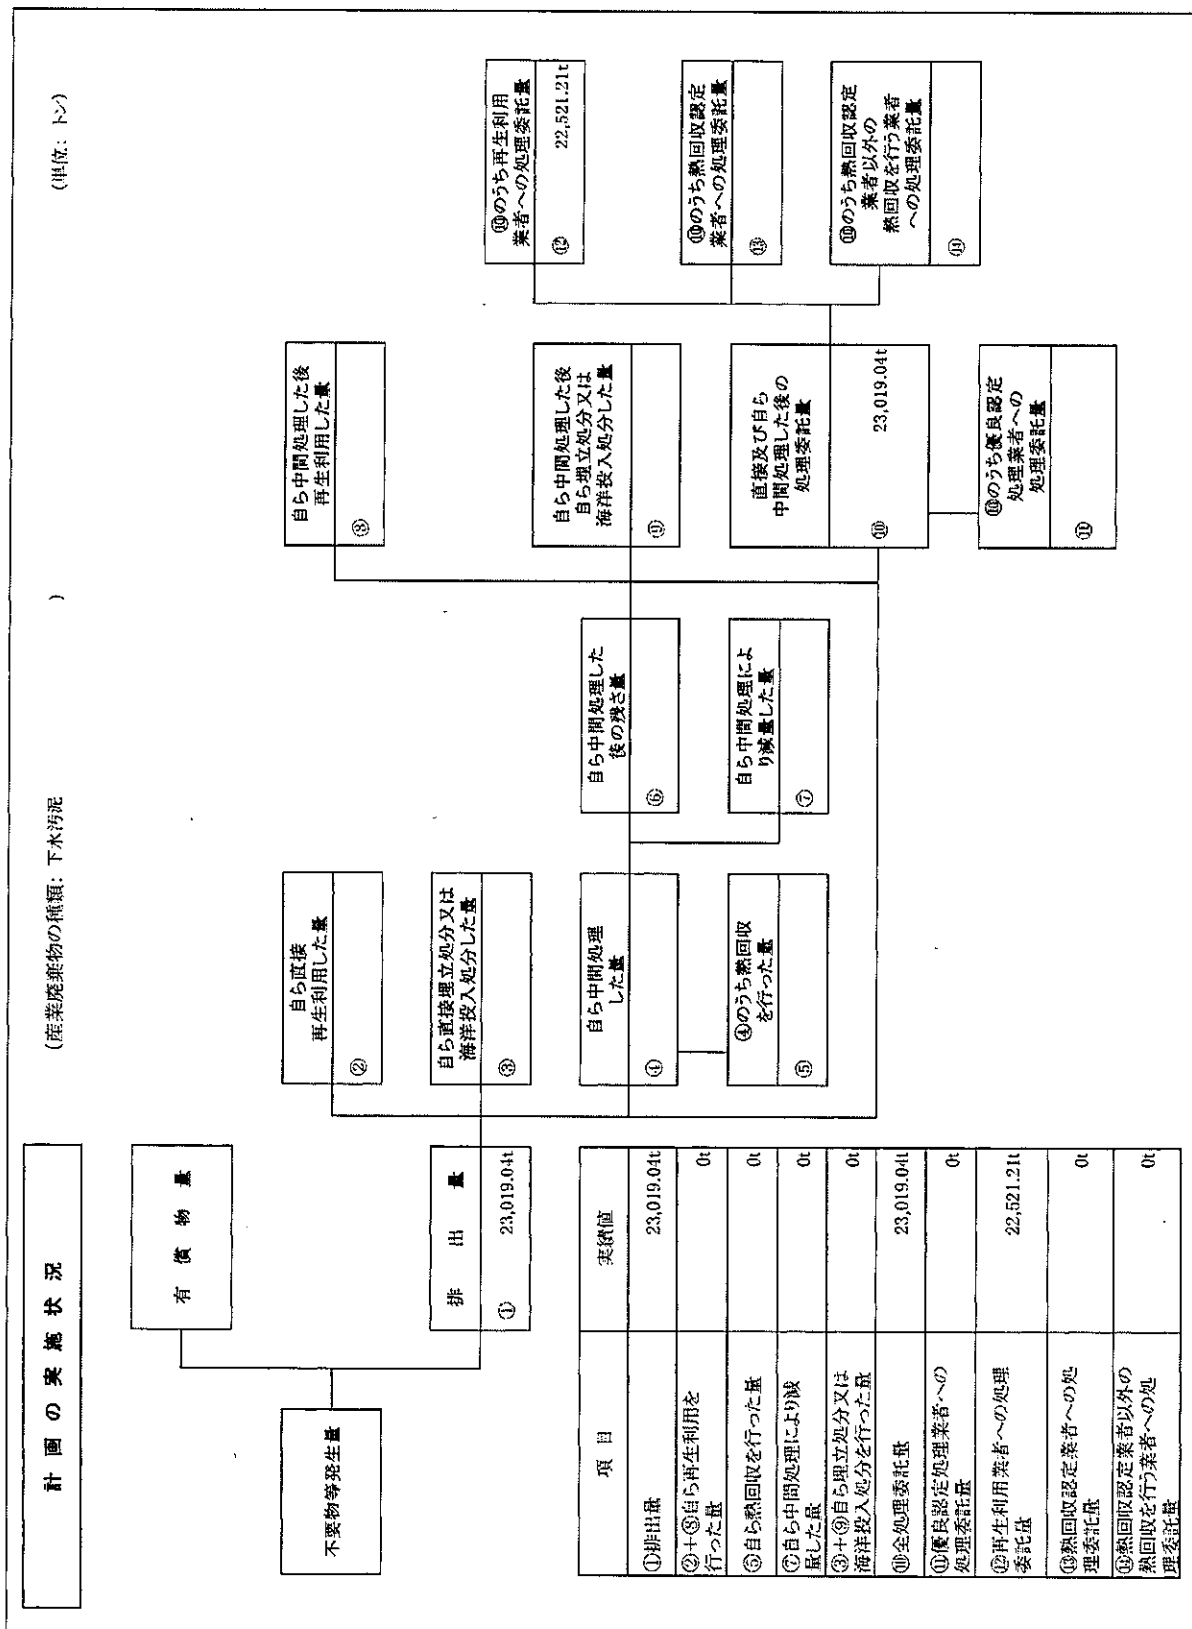 計画の実施状況
(産業廃棄物の種類: 下水汚泥
)
(単位: トン)
不要物等発生量
有償物量
排出量
① 23,019.04t
自ら直接
再生利用した量
②
自ら直接埋立処分又は
海洋投入処分した量
③
自ら中間処理
した量
④
④のうち熱回収
を行った量
⑤
自ら中間処理した
後の残さ量
⑥
自ら中間処理によ
り減量した量
⑦
自ら中間処理した後
再生利用した量
⑧
自ら中間処理した後
自ら埋立処分又は
海洋投入処分した量
⑨
直接及び自ら
中間処理した後の
処理委託量
⑩ 23,019.04t
⑩のうち優良認定
処理業者への
処理委託量
⑪
⑩のうち再生利用
業者への処理委託量
⑫ 22,521.21t
⑩のうち熱回収認定
業者への処理委託量
⑬
⑩のうち熱回収認定
業者以外の
熱回収を行う業者
への処理委託量
⑭
項目 実績値
①排出量 23,019.04t
②+⑧自ら再生利用を
行った量 0t
⑤自ら熱回収を行った量 0t
⑦自ら中間処理により減
量した量 0t
③+⑨自ら埋立処分又は
海洋投入処分を行った量 0t
⑩全処理委託量 23,019.04t
⑪優良認定処理業者への
処理委託量 0t
⑫再生利用業者への処理
委託量 22,521.21t
⑬熱回収認定業者への処
理委託量 0t
⑭熱回収認定業者以外の
熱回収を行う業者への処
理委託量 0t